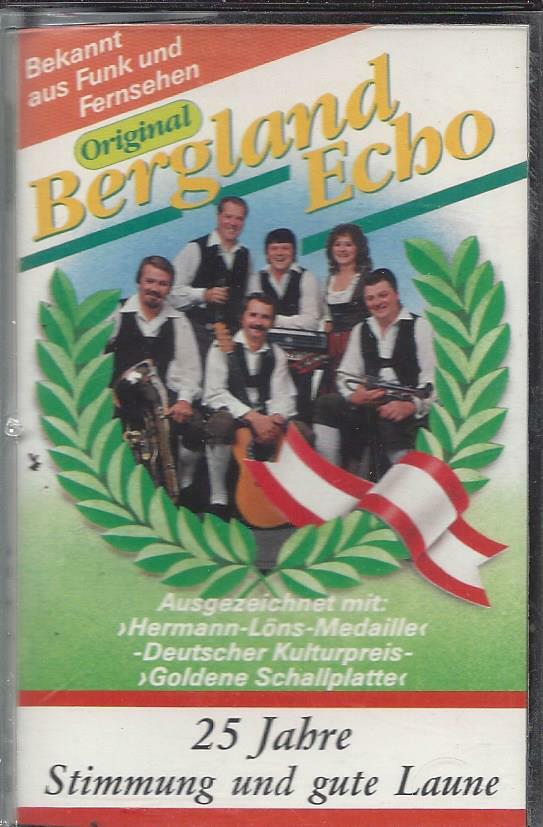 Bekannt
aus Funk und
Fernsehen
Original
Bergland
Echo
Ausgezeichnet mit:
›Hermann-Löns-Medaille‹
-Deutscher Kulturpreis-
›Goldene Schallplatte‹
25 Jahre
Stimmung und gute Laune